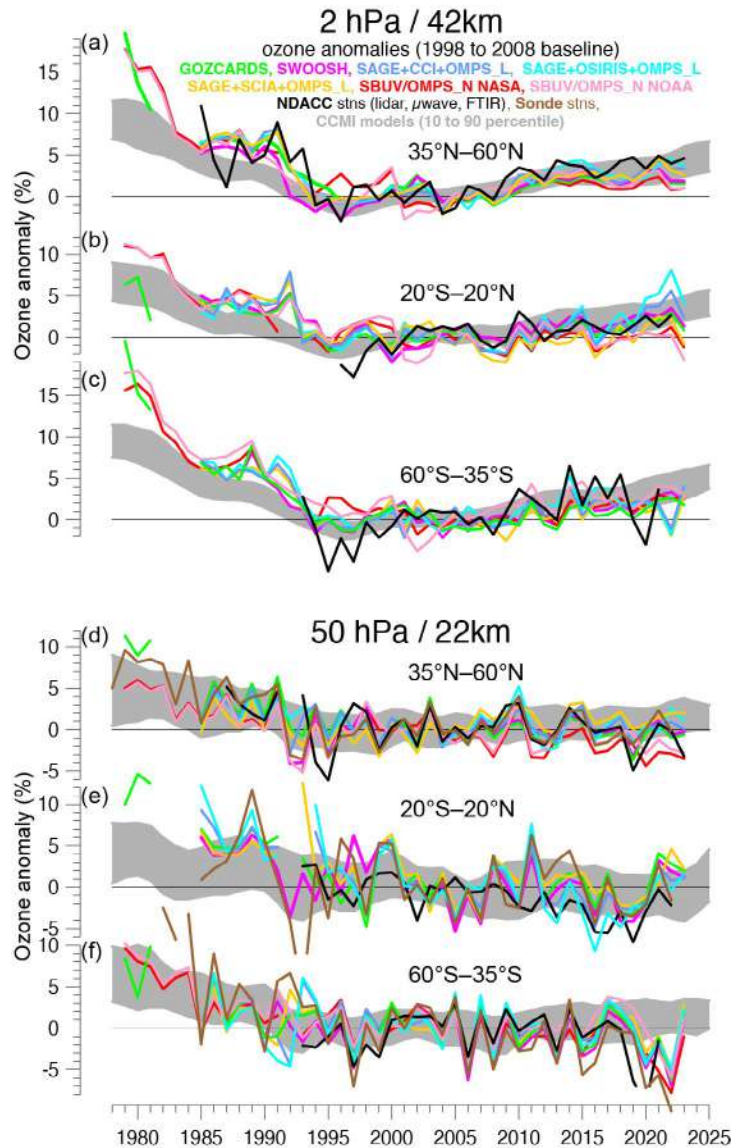 2 hPa / 42km
(a)
ozone anomalies (1998 to 2008 baseline)
GOZCARDS, SWOOSH, SAGE+CCI+OMPS_L, SAGE+OSIRIS+OMPS_L
SAGE+SCIA+OMPS_L, SBUV/OMPS_N NASA, SBUV/OMPS_N NOAA
NDACC stns (lidar, µwave, FTIR), Sonde stns,
CCMI models (10 to 90 percentile)
15
10
5
0
35°N–60°N
(b)
10
5
0
20°S–20°N
Ozone anomaly (%)
(c)
15
10
5
0
60°S–35°S
50 hPa / 22km
(d)
10
5
0
-5
35°N–60°N
(e)
10
5
0
-5
20°S–20°N
Ozone anomaly (%)
(f)
10
5
0
-5
60°S–35°S
1980 1985 1990 1995 2000 2005 2010 2015 2020 2025